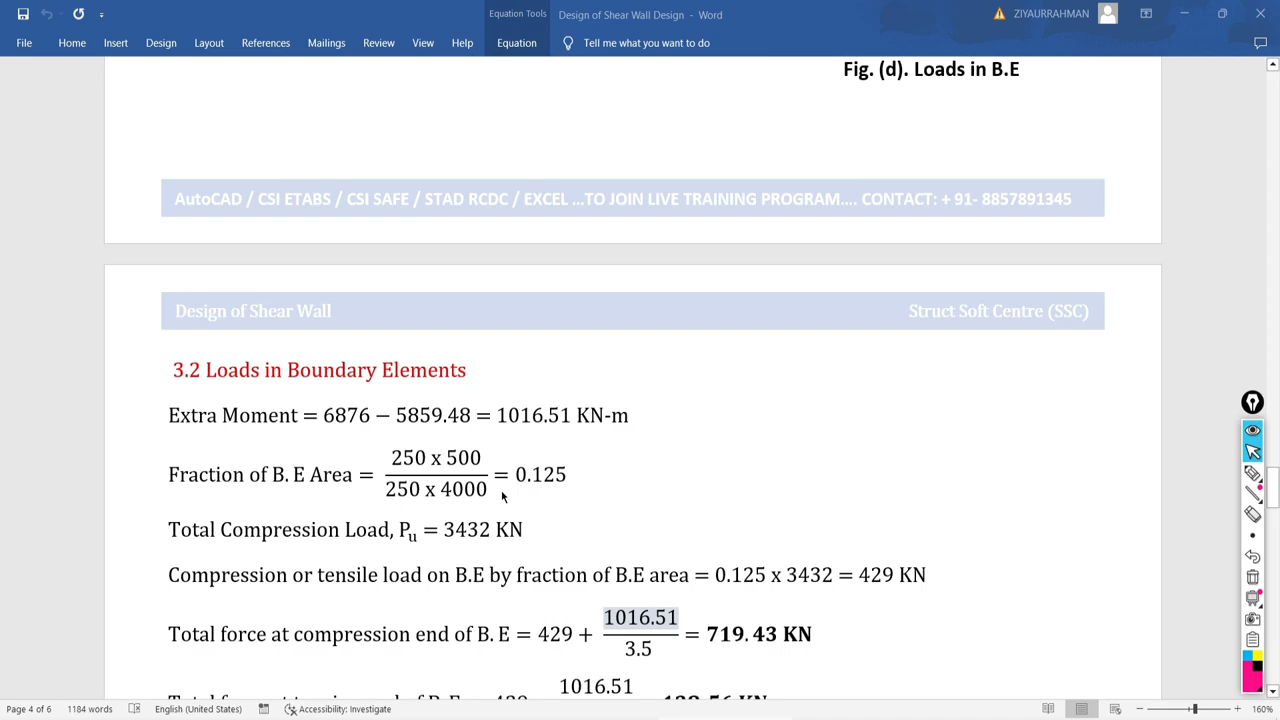 Equation Tools
Design of Shear Wall Design - Word
ZIYAURRAHMAN
File Home Insert Design Layout References Mailings Review View Help Equation Tell me what you want to do
Fig. (d). Loads in B.E
AutoCAD / CSI ETABS / CSI SAFE / STAD RCDC / EXCEL ...TO JOIN LIVE TRAINING PROGRAM.... CONTACT: + 91- 8857891345
Design of Shear Wall Struct Soft Centre (SSC)
3.2 Loads in Boundary Elements
Extra Moment = 6876 − 5859.48 = 1016.51 KN-m
250 x 500
Fraction of B. E Area = = 0.125
250 x 4000
Total Compression Load, Pu = 3432 KN
Compression or tensile load on B.E by fraction of B.E area = 0.125 x 3432 = 429 KN
1016.51
Total force at compression end of B. E = 429 + = 719.43 KN
3.5
1016.51
Page 4 of 6 1184 words English (United States) Accessibility: Investigate 160%